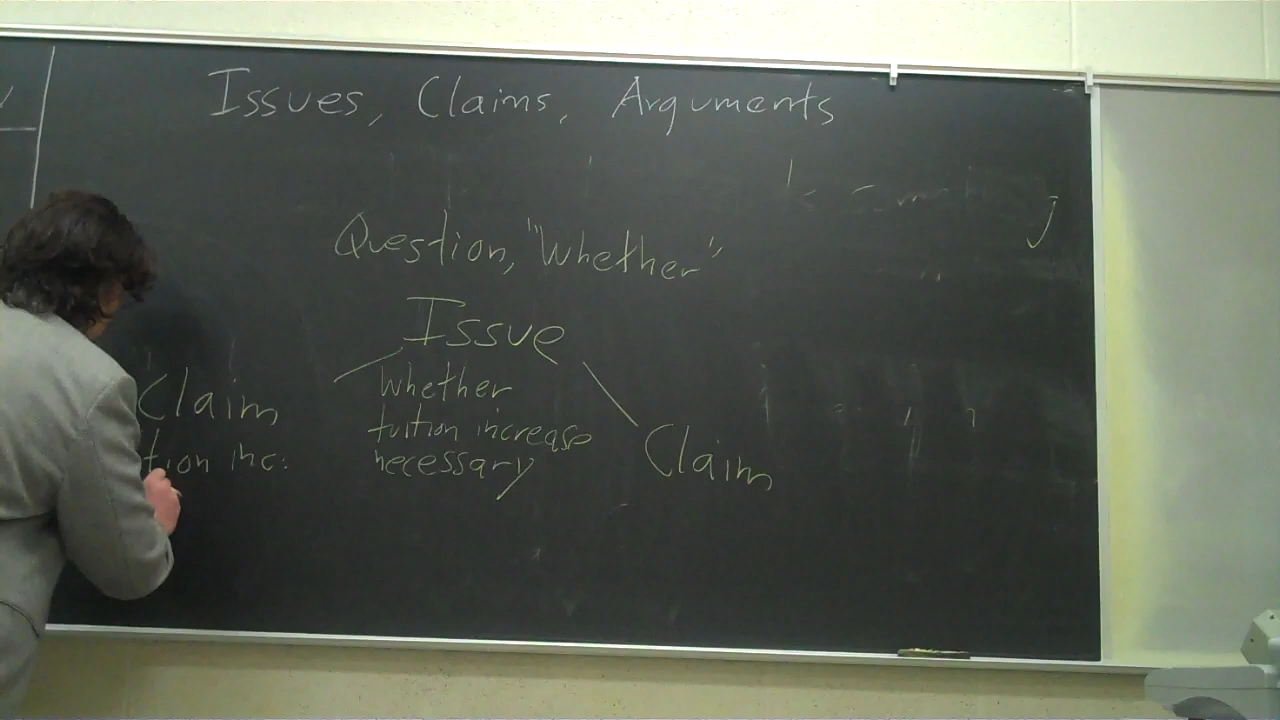 Issues, Claims, Arguments
Question, "Whether"
Issue
Claim
whether
tuition increase
necessary
tion inc.
Claim